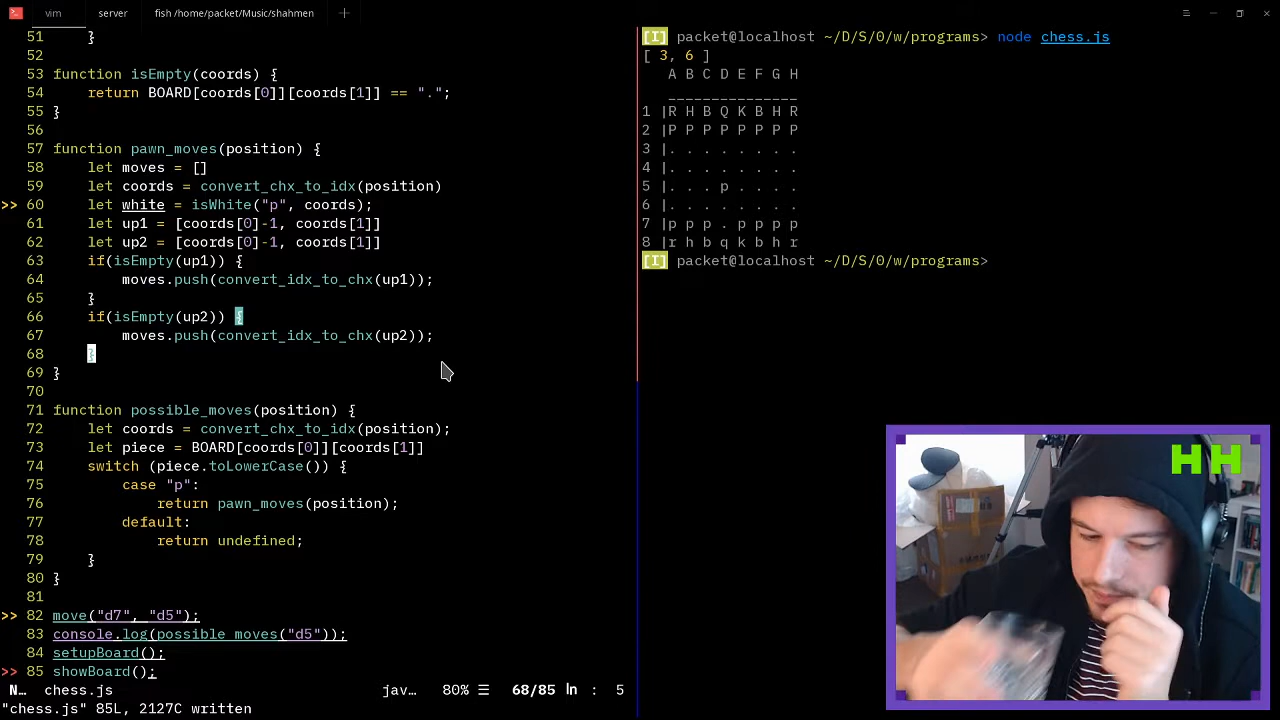 vim server fish /home/packet/Music/shahmen
51 }
52
53 function isEmpty(coords) {
54 return BOARD[coords[0]][coords[1]] == ".";
55 }
56
57 function pawn_moves(position) {
58 let moves = []
59 let coords = convert_chx_to_idx(position)
>> 60 let white = isWhite("p", coords);
61 let up1 = [coords[0]-1, coords[1]]
62 let up2 = [coords[0]-1, coords[1]]
63 if(isEmpty(up1)) {
64 moves.push(convert_idx_to_chx(up1));
65 }
66 if(isEmpty(up2)) {
67 moves.push(convert_idx_to_chx(up2));
68 }
69 }
70
71 function possible_moves(position) {
72 let coords = convert_chx_to_idx(position);
73 let piece = BOARD[coords[0]][coords[1]]
74 switch (piece.toLowerCase()) {
75 case "p":
76 return pawn_moves(position);
77 default:
78 return undefined;
79 }
80 }
81
>> 82 move("d7", "d5");
83 console.log(possible_moves("d5"));
84 setupBoard();
>> 85 showBoard();
N… chess.js jav… 80% ☰ 68/85 ln : 5
"chess.js" 85L, 2127C written
[I] packet@localhost ~/D/S/0/w/programs> node chess.js
[ 3, 6 ]
A B C D E F G H
_______________
1 |R H B Q K B H R
2 |P P P P P P P P
3 |. . . . . . . .
4 |. . . . . . . .
5 |. . . p . . . .
6 |. . . . . . . .
7 |p p p . p p p p
8 |r h b q k b h r
[I] packet@localhost ~/D/S/0/w/programs>
HH